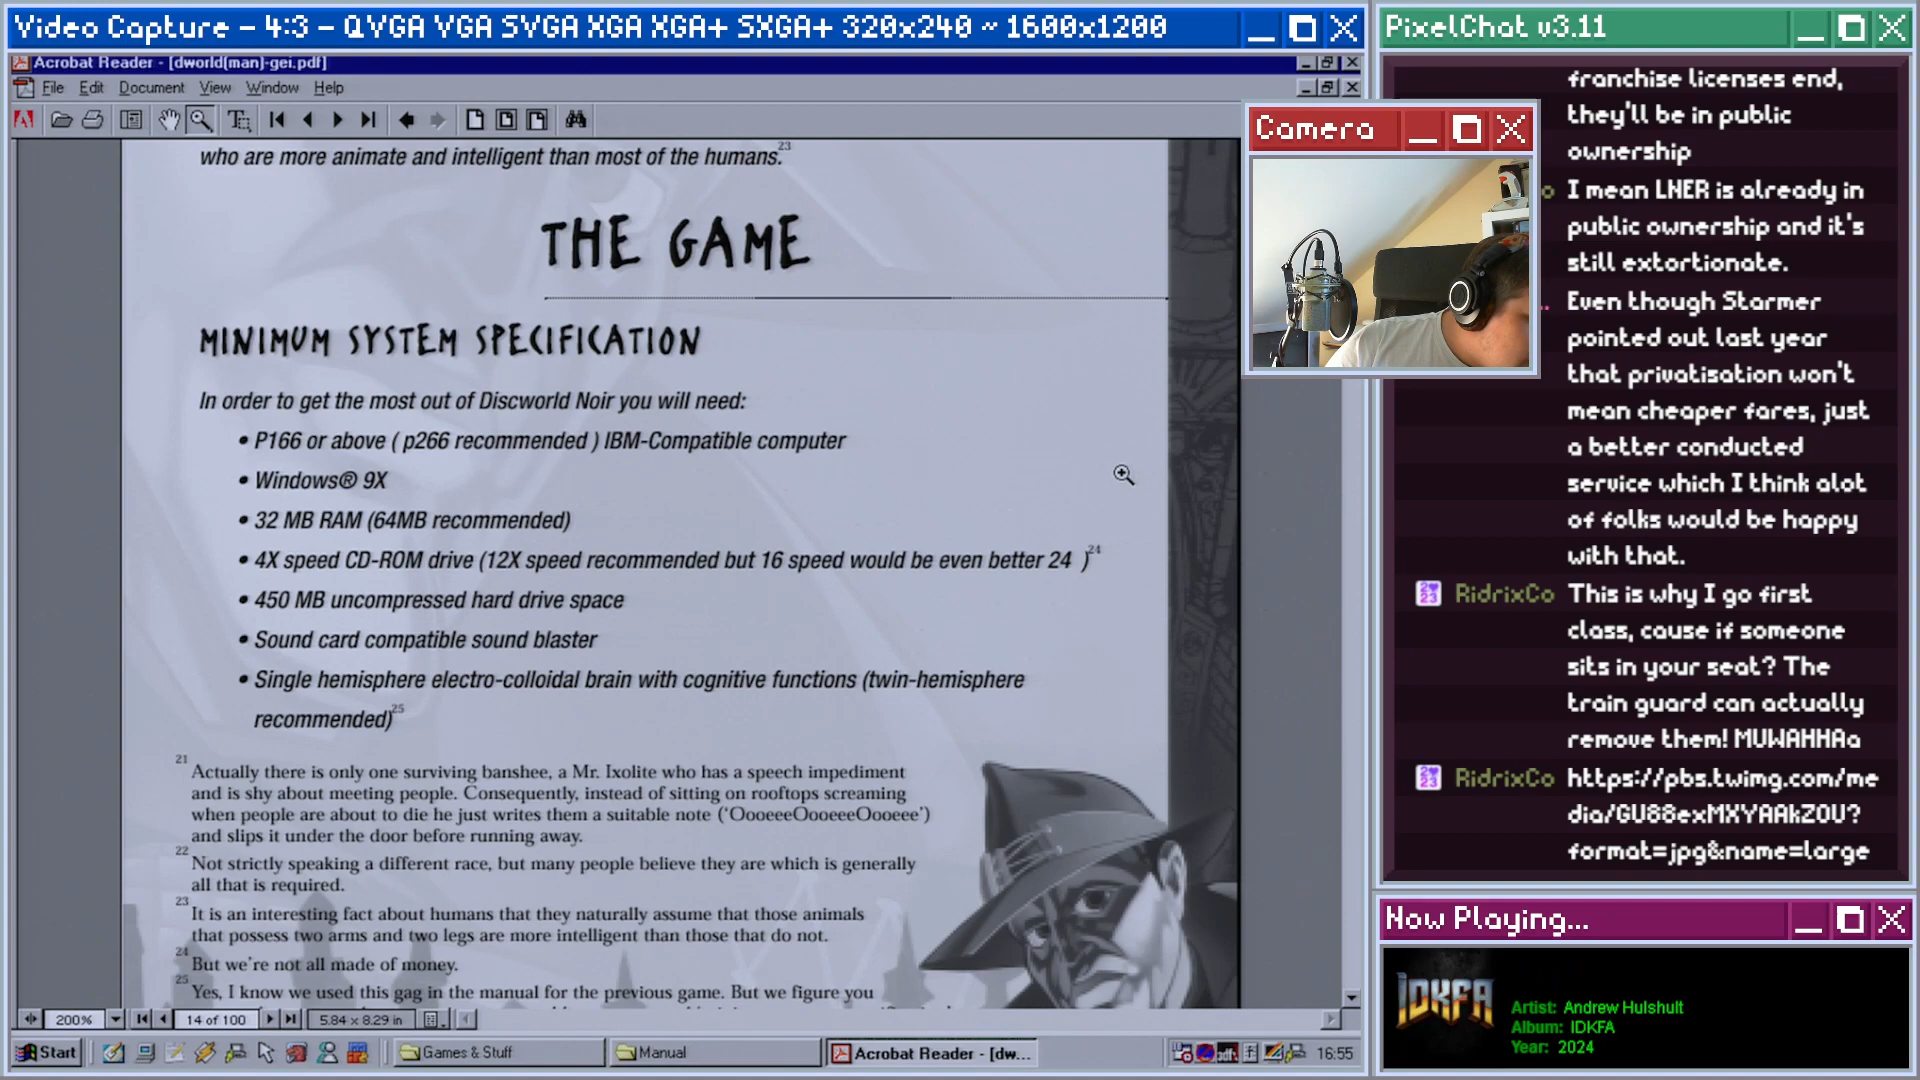 Video Capture - 4:3 - QVGA VGA SVGA XGA XGA+ SXGA+ 320x240 ~ 1600x1200
Acrobat Reader - [dworld(man)-gei.pdf]
File Edit Document View Window Help
who are more animate and intelligent than most of the humans.23
THE GAME
MINIMUM SYSTEM SPECIFICATION
In order to get the most out of Discworld Noir you will need:
• P166 or above ( p266 recommended ) IBM-Compatible computer
• Windows® 9X
• 32 MB RAM (64MB recommended)
• 4X speed CD-ROM drive (12X speed recommended but 16 speed would be even better 24 )24
• 450 MB uncompressed hard drive space
• Sound card compatible sound blaster
• Single hemisphere electro-colloidal brain with cognitive functions (twin-hemisphere
recommended)25
21 Actually there is only one surviving banshee, a Mr. Ixolite who has a speech impediment
and is shy about meeting people. Consequently, instead of sitting on rooftops screaming
when people are about to die he just writes them a suitable note ('OooeeeOooeeeOooeee')
and slips it under the door before running away.
22 Not strictly speaking a different race, but many people believe they are which is generally
all that is required.
23 It is an interesting fact about humans that they naturally assume that those animals
that possess two arms and two legs are more intelligent than those that do not.
24 But we're not all made of money.
25 Yes, I know we used this gag in the manual for the previous game. But we figure you
200% 14 of 100 5.84 x 8.29 in
Start Games & Stuff Manual Acrobat Reader - [dw... 16:55
Camera
PixelChat v3.11
franchise licenses end,
they'll be in public
ownership
I mean LNER is already in
public ownership and it's
still extortionate.
Even though Starmer
pointed out last year
that privatisation won't
mean cheaper fares, just
a better conducted
service which I think alot
of folks would be happy
with that.
RidrixCo This is why I go first
class, cause if someone
sits in your seat? The
train guard can actually
remove them! MUWAHHAa
RidrixCo https://pbs.twimg.com/me
dia/GU88exMXYAAkZOU?
format=jpg&name=large
Now Playing...
IDKFA
Artist: Andrew Hulshult
Album: IDKFA
Year: 2024